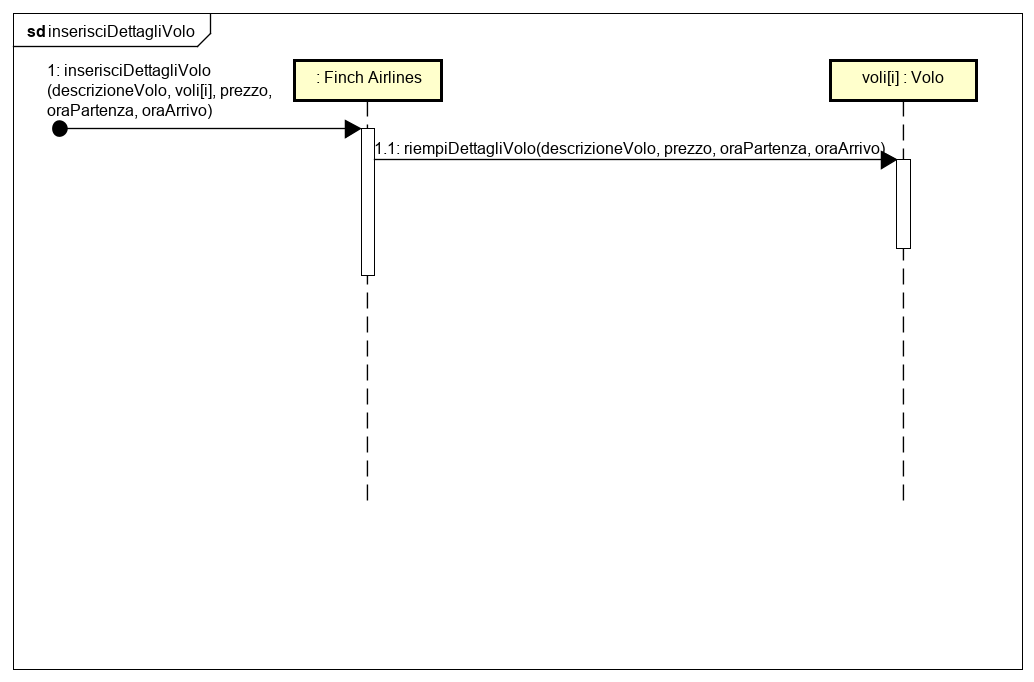 sd inserisciDettagliVolo
1: inserisciDettagliVolo
(descrizioneVolo, voli[i], prezzo,
oraPartenza, oraArrivo)
: Finch Airlines
voli[i] : Volo
1.1: riempiDettagliVolo(descrizioneVolo, prezzo, oraPartenza, oraArrivo)